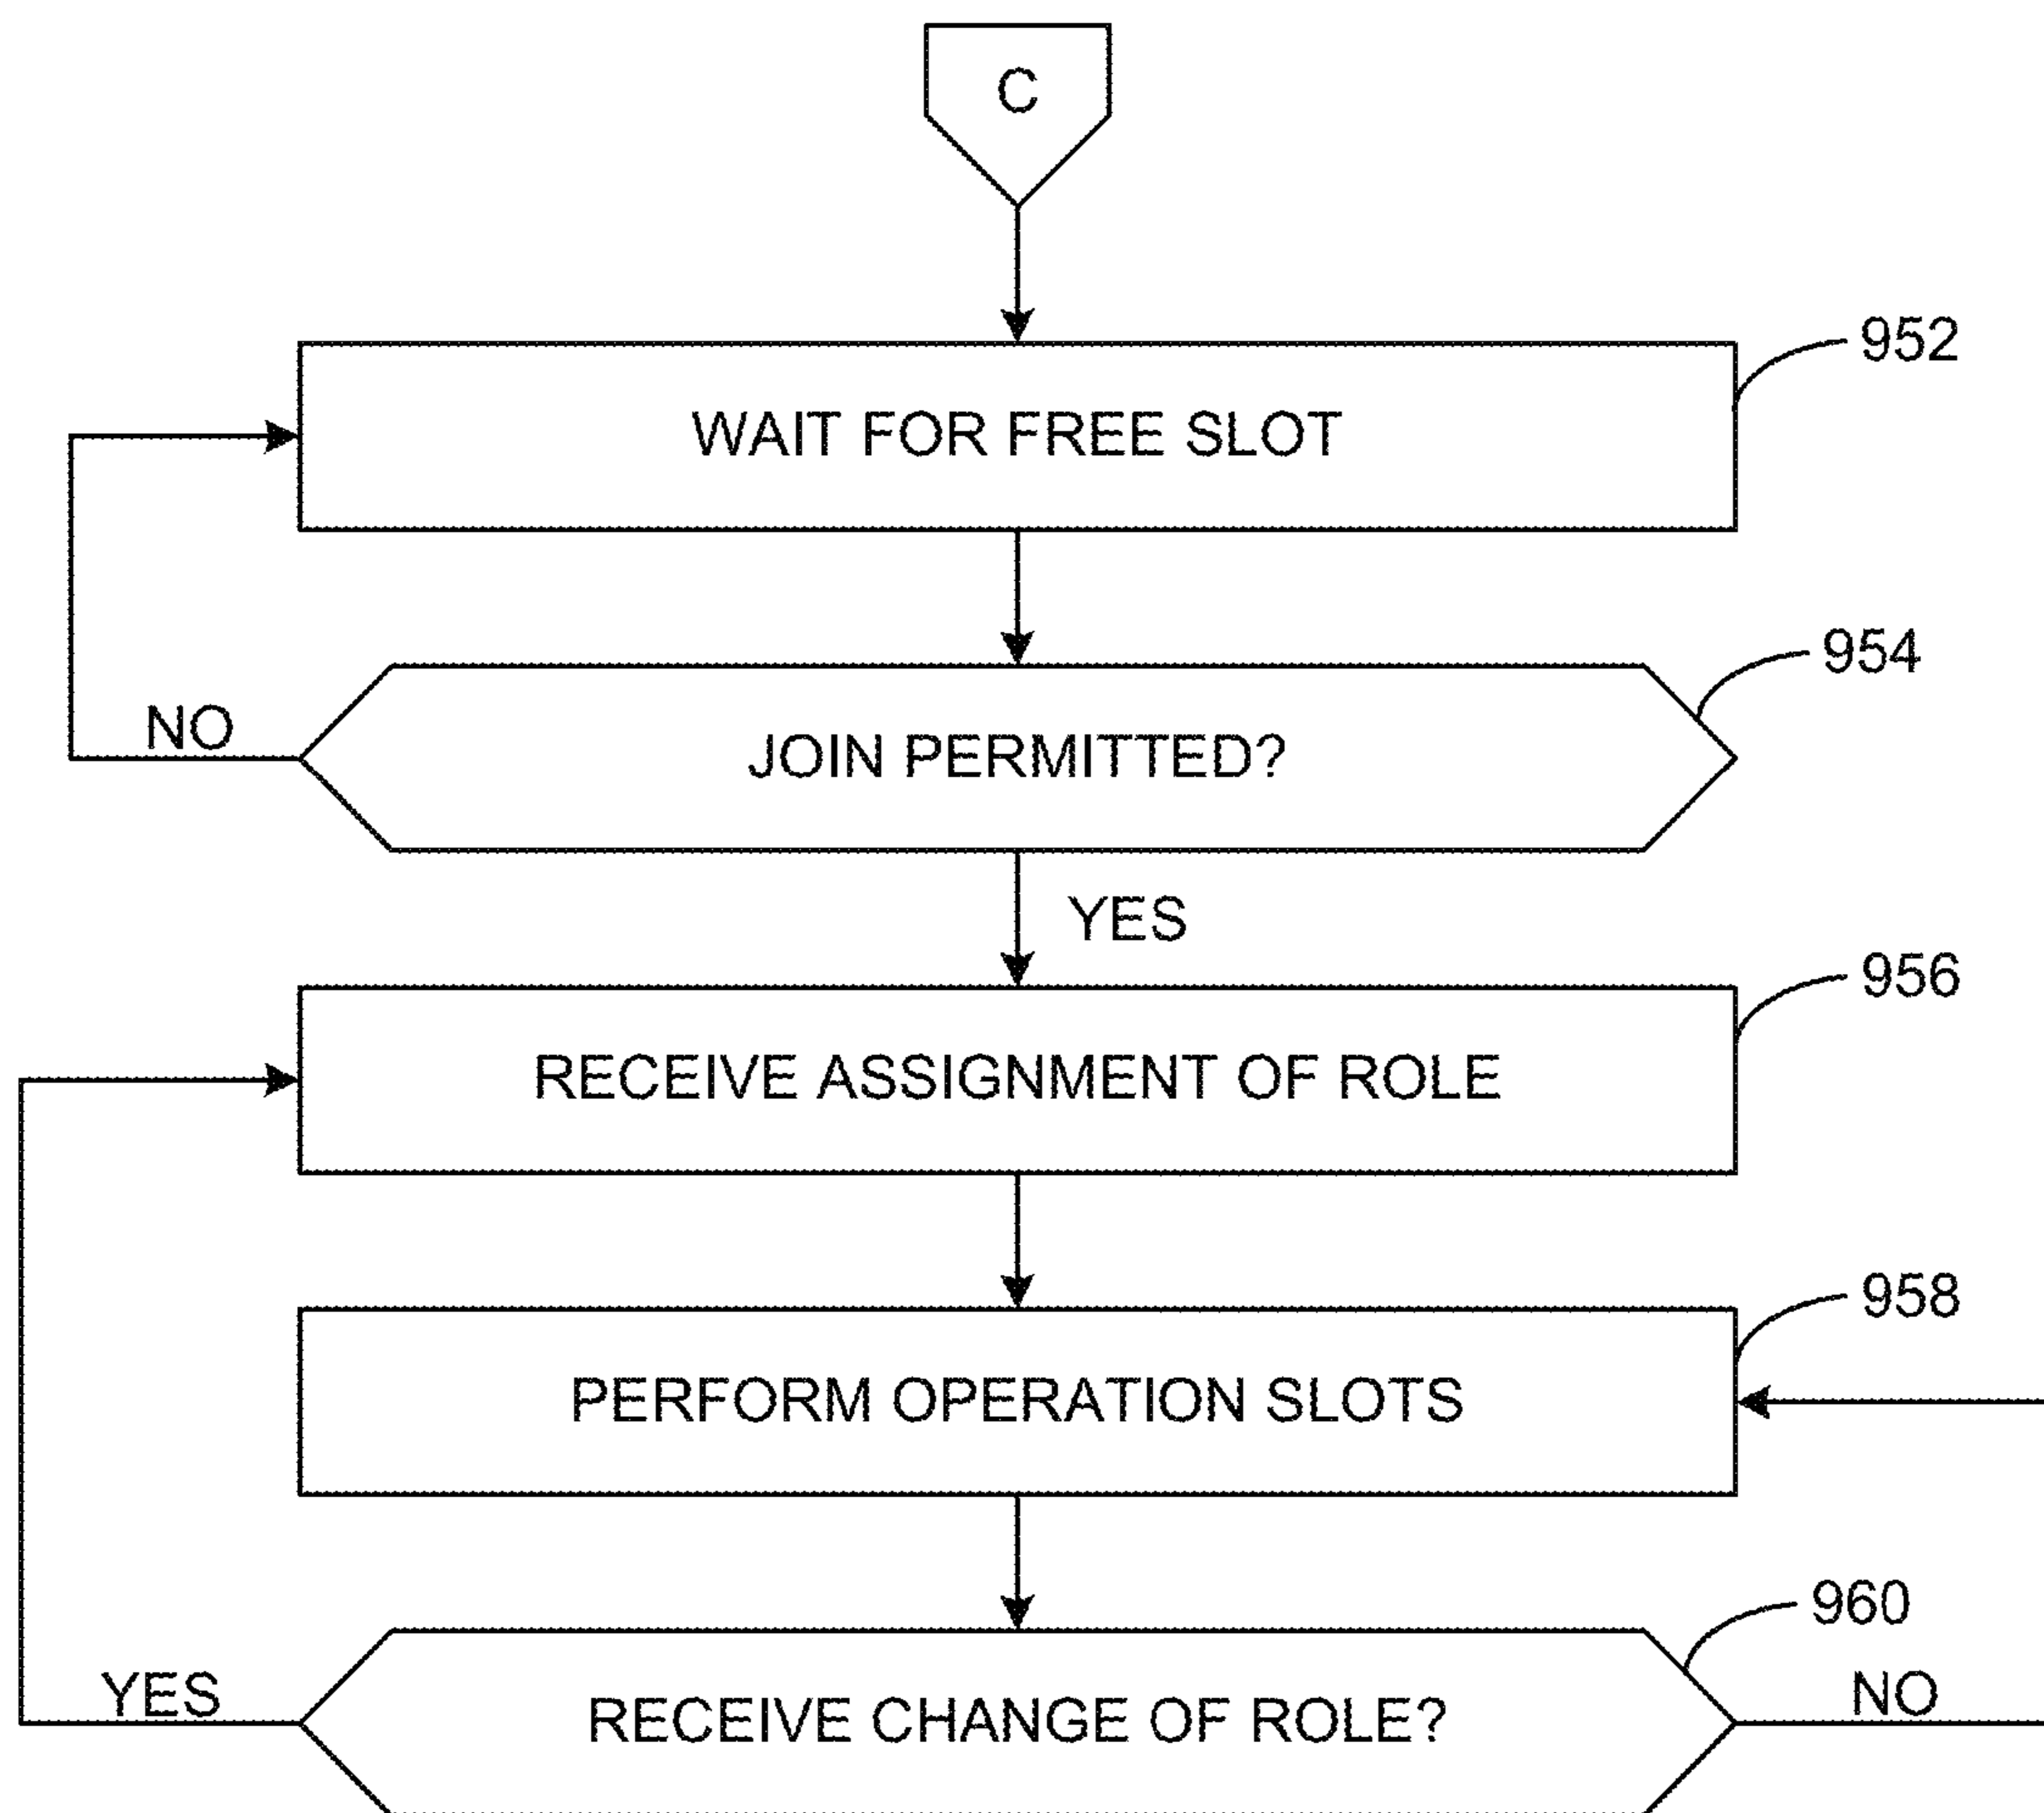 C
952
WAIT FOR FREE SLOT
954
NO
JOIN PERMITTED?
YES
956
RECEIVE ASSIGNMENT OF ROLE
958
PERFORM OPERATION SLOTS
960
YES
RECEIVE CHANGE OF ROLE?
NO